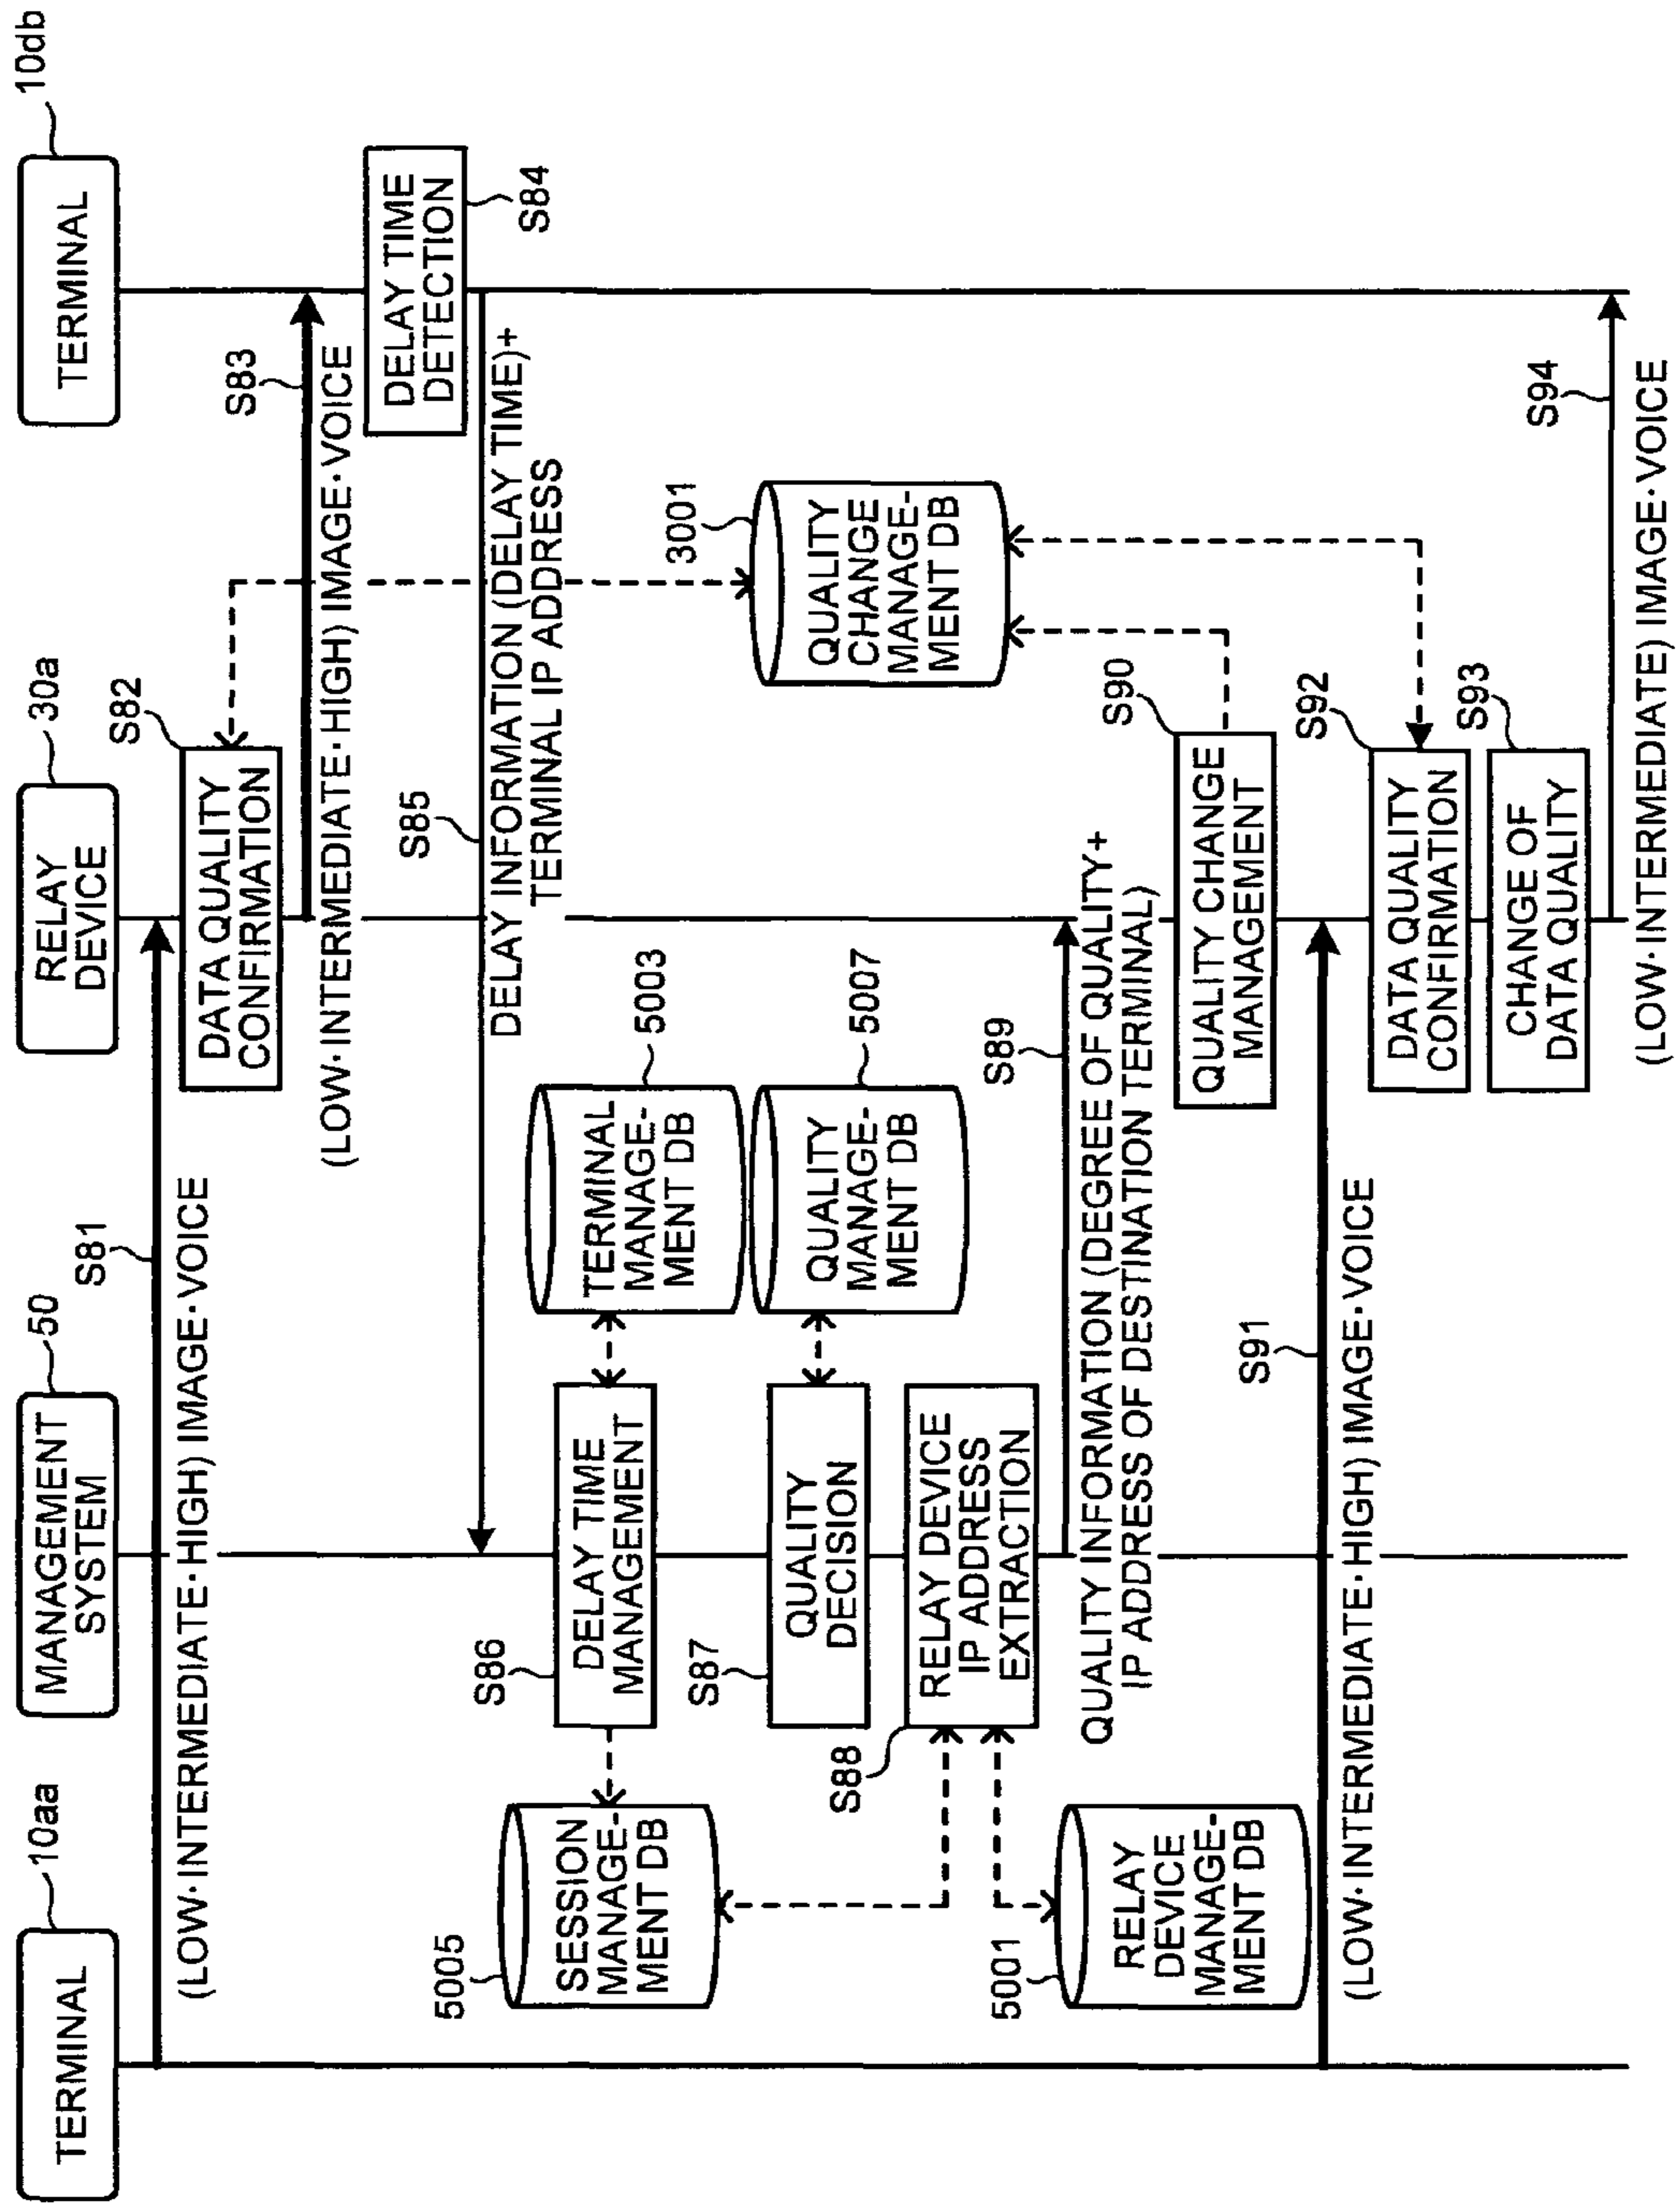 TERMINAL
10aa
MANAGEMENT
SYSTEM
50
RELAY
DEVICE
30a
TERMINAL
10db
S81
(LOW·INTERMEDIATE·HIGH) IMAGE·VOICE
S82
DATA QUALITY
CONFIRMATION
S83
(LOW·INTERMEDIATE·HIGH) IMAGE·VOICE
DELAY TIME
DETECTION
S84
S85
DELAY INFORMATION (DELAY TIME)+
TERMINAL IP ADDRESS
5005
SESSION
MANAGE-
MENT DB
S86
DELAY TIME
MANAGEMENT
TERMINAL
MANAGE-
MENT DB
5003
S87
QUALITY
DECISION
QUALITY
MANAGE-
MENT DB
5007
3001
QUALITY
CHANGE
MANAGE-
MENT DB
S88
RELAY DEVICE
IP ADDRESS
EXTRACTION
5001
RELAY
DEVICE
MANAGE-
MENT DB
S89
QUALITY INFORMATION (DEGREE OF QUALITY+
IP ADDRESS OF DESTINATION TERMINAL)
S90
QUALITY CHANGE
MANAGEMENT
S91
(LOW·INTERMEDIATE·HIGH) IMAGE·VOICE
S92
DATA QUALITY
CONFIRMATION
S93
CHANGE OF
DATA QUALITY
S94
(LOW·INTERMEDIATE) IMAGE·VOICE